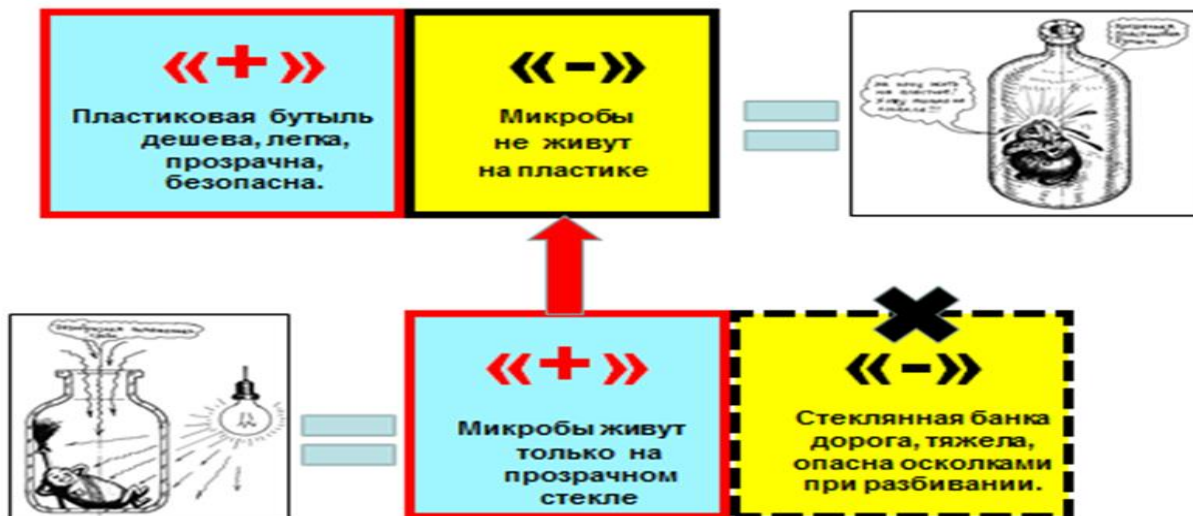 «+»
Пластиковая бутыль
дешева, легка,
прозрачна,
безопасна.
«-»
Микробы
не живут
на пластике
«+»
Микробы живут
только на
прозрачном
стекле
«-»
Стеклянная банка
дорога, тяжела,
опасна осколками
при разбивании.